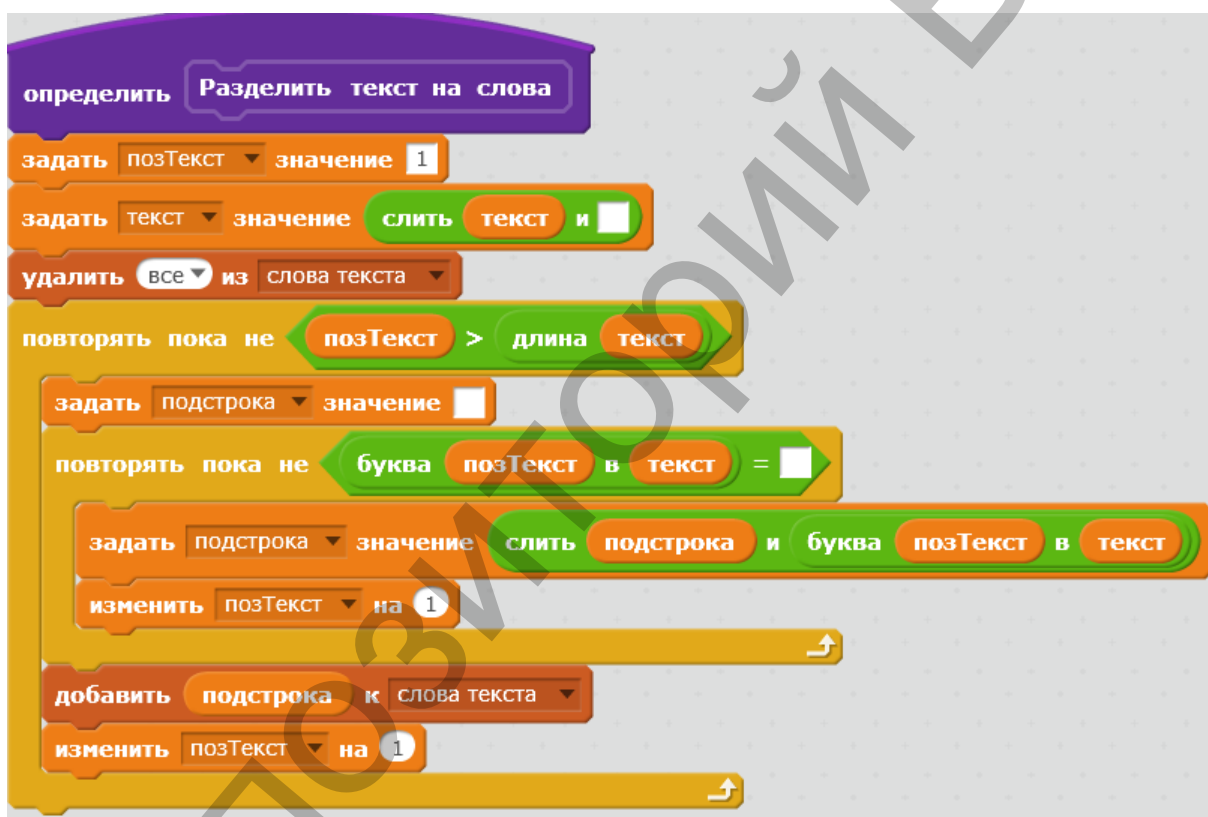 определить Разделить текст на слова
задать позТекст значение 1
задать текст значение слить текст и
удалить все из слова текста
повторять пока не позТекст > длина текст
задать подстрока значение
повторять пока не буква позТекст в текст =
задать подстрока значение слить подстрока и буква позТекст в текст
изменить позТекст на 1
добавить подстрока к слова текста
изменить позТекст на 1